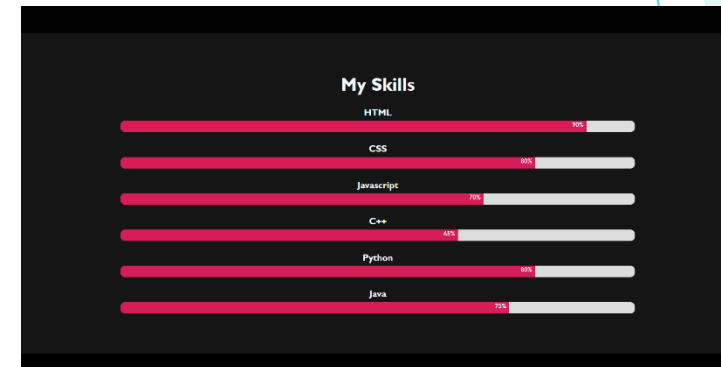 My Skills
HTML
90%
CSS
80%
Javascript
70%
C++
65%
Python
80%
Java
75%